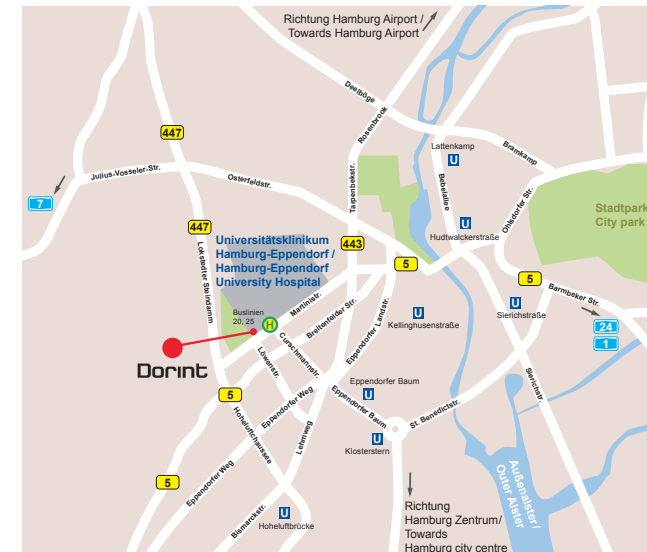 Richtung Hamburg Airport /
Towards Hamburg Airport
Deelböge
Rosenbrook
447
Lattenkamp
U
Bramkamp
Julius-Vosseler-Str.
Osterfeldstr.
Tarpenbekstr.
Bebelallee
Ohlsdorfer Str.
7
Stadtpark
City park
447
Lokstedter Steindamm
Universitätsklinikum
Hamburg-Eppendorf /
Hamburg-Eppendorf
University Hospital
443
U
Hudtwalckerstraße
5
5
Barmbeker Str.
Martinistr.
Buslinien
20, 25
H
Breitenfelder Str.
Eppendorfer Landstr.
U
Kellinghusenstraße
U
Sierichstraße
24
1
Dorint
Curschmannstr.
Löwenstr.
Eppendorfer Baum
U
Sierichstr.
5
Eppendorfer Weg
Eppendorfer Baum
St. Benedictstr.
Hoheluftchaussee
Lehmweg
U
Klosterstern
5
Eppendorfer Weg
Bismarckstr.
U
Hoheluftbrücke
Außenalster /
Outer Alster
Richtung
Hamburg Zentrum/
Towards
Hamburg city centre